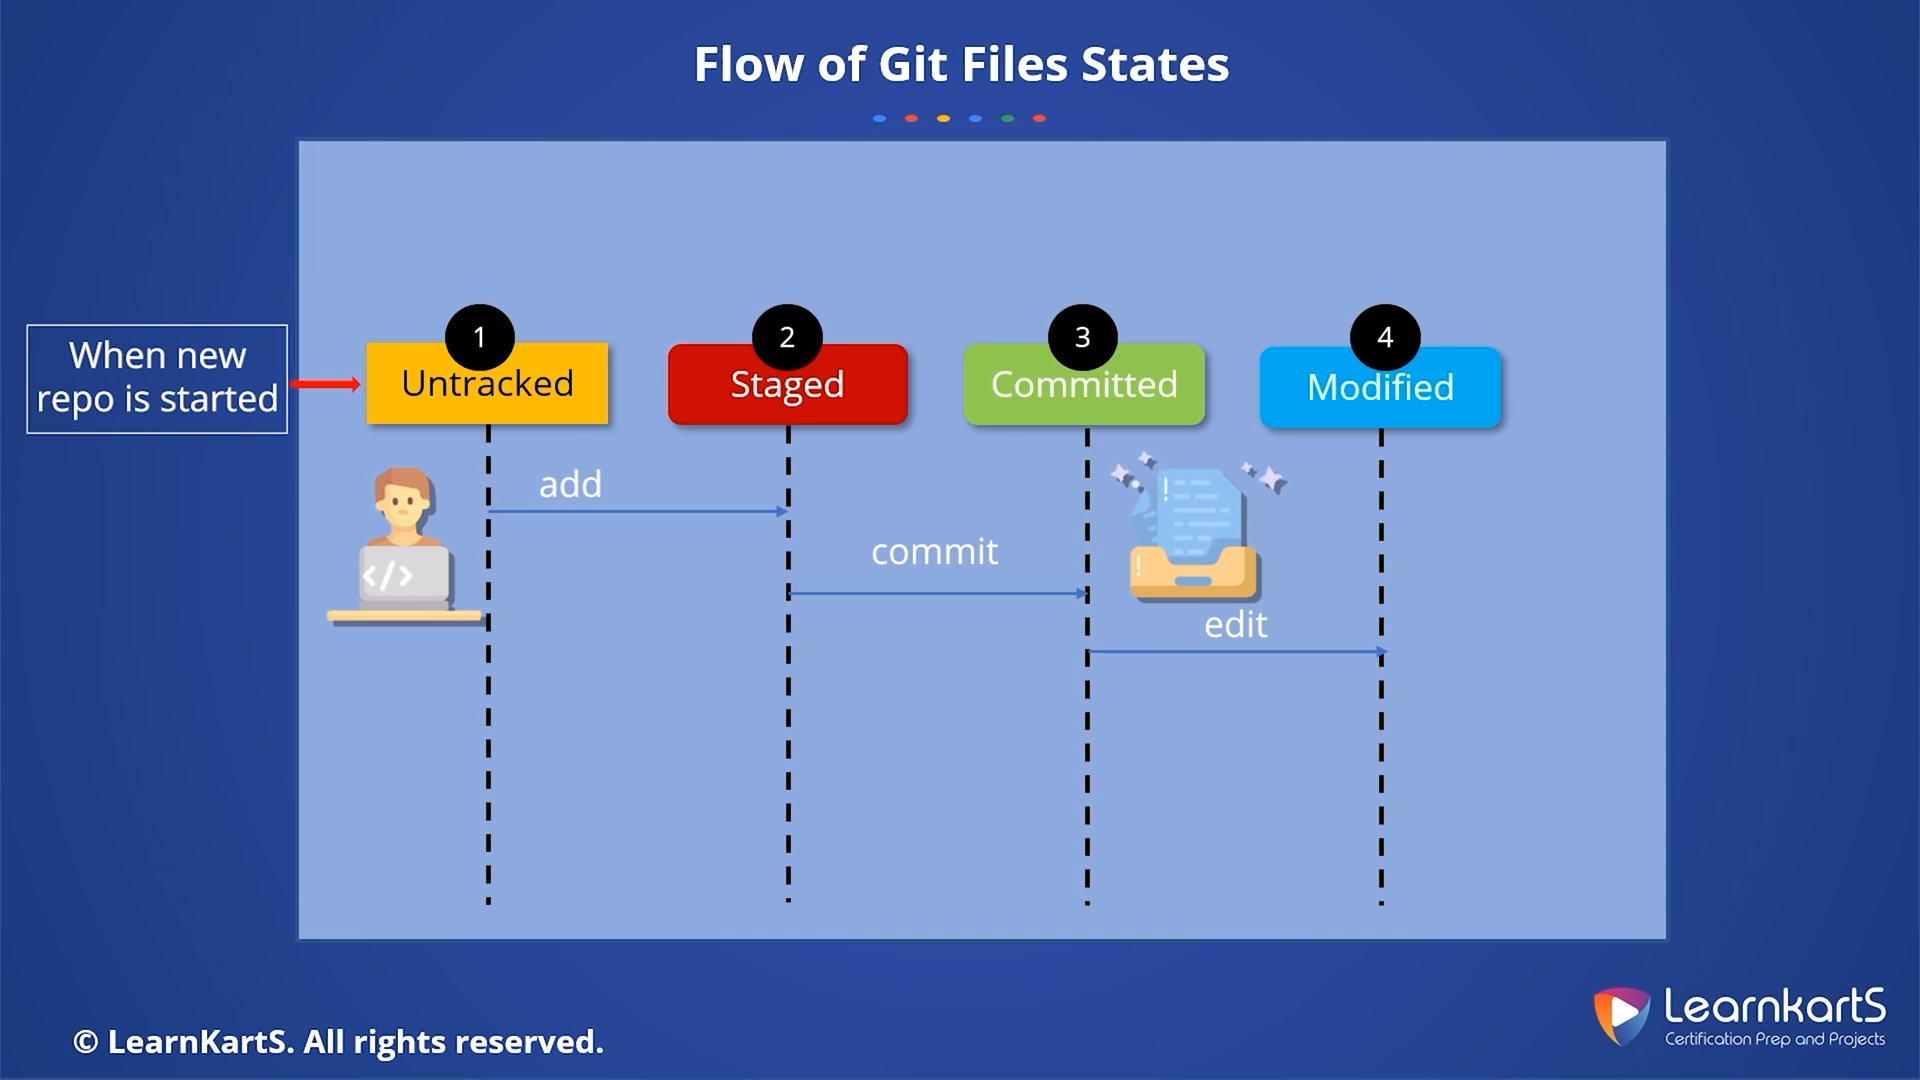 Flow of Git Files States
When new
repo is started
1
Untracked
2
Staged
3
Committed
4
Modified
add
commit
edit
</>
© LearnKartS. All rights reserved.
LearnkartS
Certification Prep and Projects